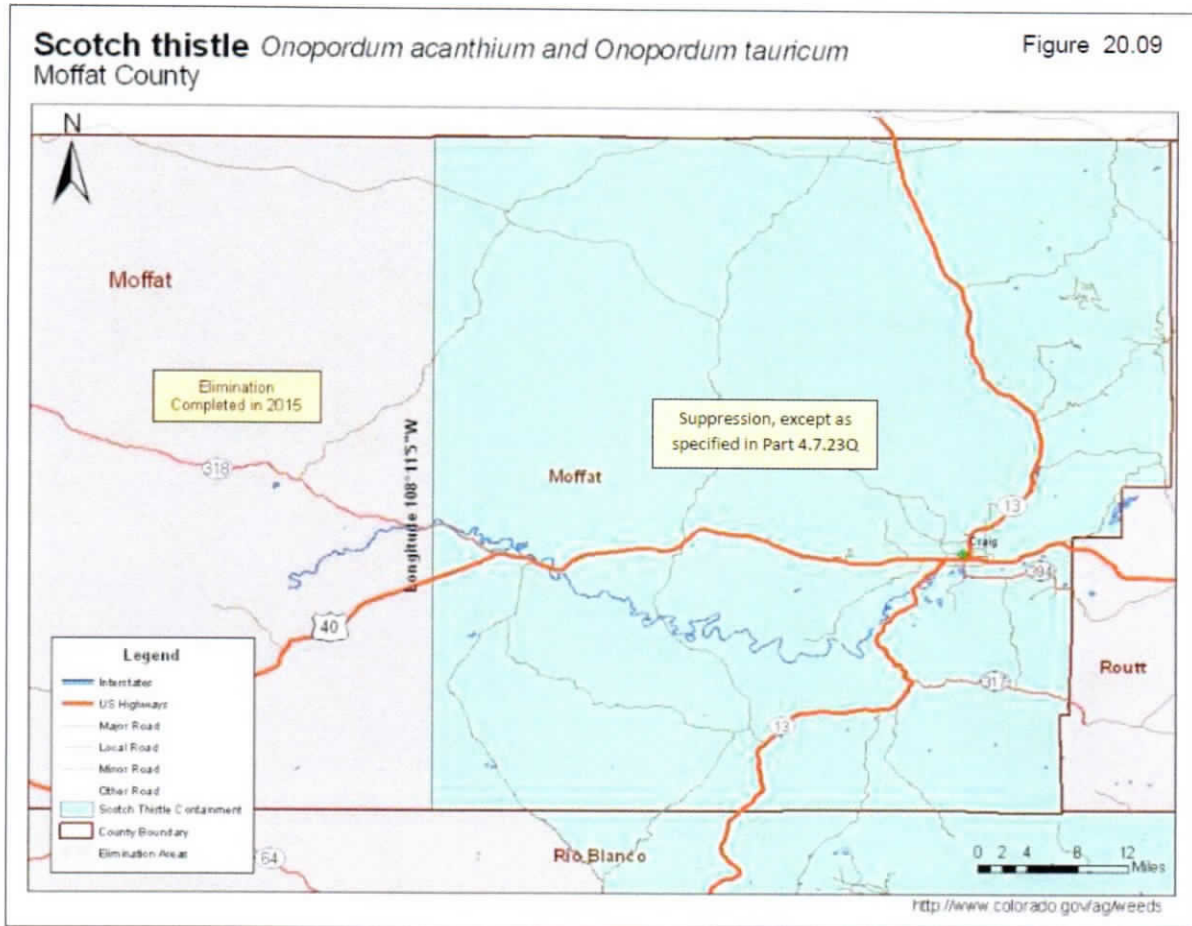 Scotch thistle Onopordum acanthium and Onopordum tauricum
Moffat County
Figure 20.09
N
Moffat
Elimination
Completed in 2015
318
Longitude 108° 11'5"W
Suppression, except as
specified in Part 4.7.23Q
Moffat
13
Craig
394
40
Routt
317
13
Legend
Interstates
US Highways
Major Road
Local Road
Minor Road
Other Road
Scotch Thistle Containment
County Boundary
Elimination Areas
64
Rio Blanco
0 2 4 8 12
Miles
http://www.colorado.gov/ag/weeds